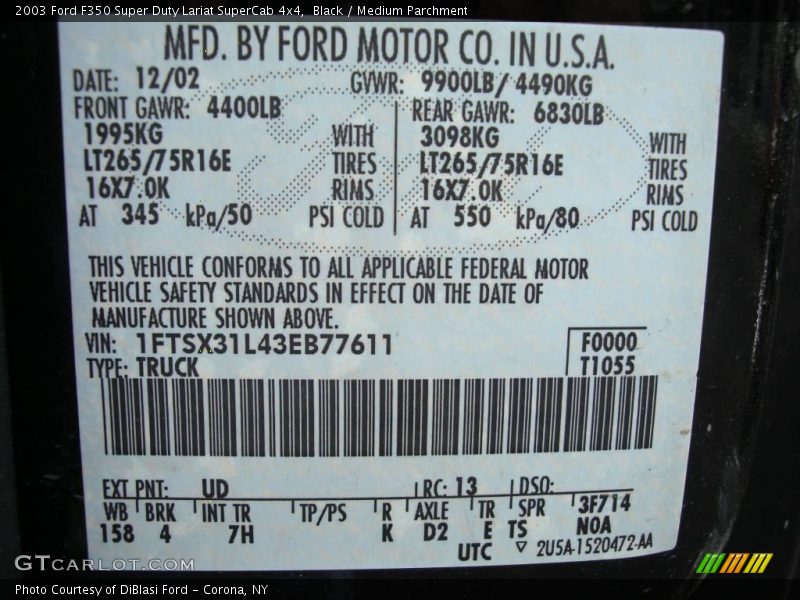 2003 Ford F350 Super Duty Lariat SuperCab 4x4, Black / Medium Parchment
MFD. BY FORD MOTOR CO. IN U.S.A.
DATE: 12/02 GVWR: 9900LB/ 4490KG
FRONT GAWR: 4400LB REAR GAWR: 6830LB
1995KG WITH 3098KG WITH
LT265/75R16E TIRES LT265/75R16E TIRES
16X7.0K RIMS 16X7.0K RIMS
AT 345 kPa/50 PSI COLD AT 550 kPa/80 PSI COLD
THIS VEHICLE CONFORMS TO ALL APPLICABLE FEDERAL MOTOR
VEHICLE SAFETY STANDARDS IN EFFECT ON THE DATE OF
MANUFACTURE SHOWN ABOVE.
VIN: 1FTSX31L43EB77611 F0000
TYPE: TRUCK T1055
EXT PNT: UD RC: 13 DSO:
WB BRK INT TR TP/PS R AXLE TR SPR 3F714
158 4 7H K D2 E TS N0A
UTC 2U5A-1520472-AA
GTCarLot.com
Photo Courtesy of DiBlasi Ford - Corona, NY